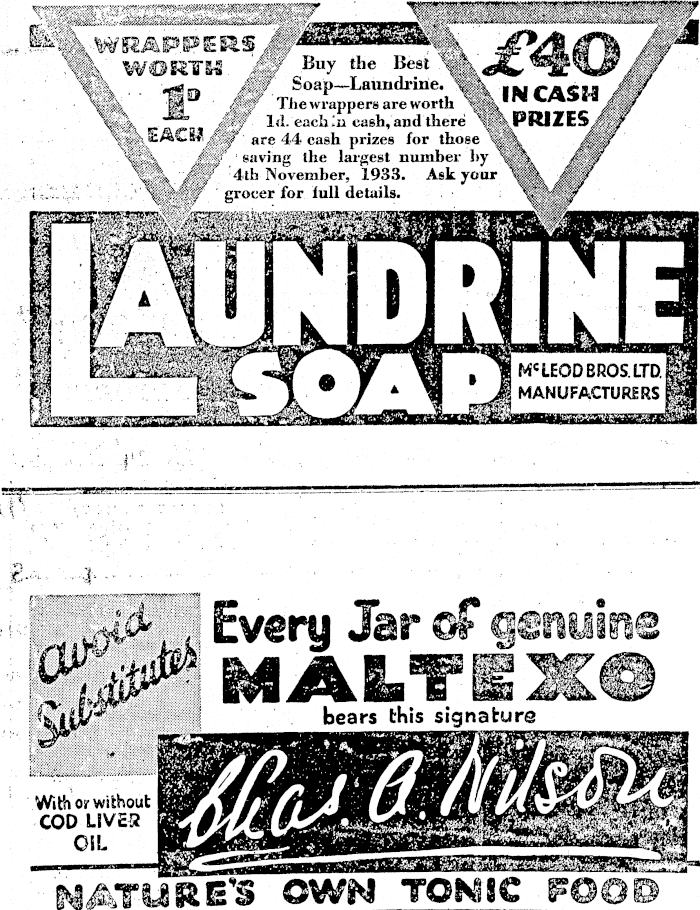 WRAPPERS
WORTH
1D
EACH
Buy the Best
Soap—Laundrine.
The wrappers are worth
1d. each in cash, and there
are 44 cash prizes for those
saving the largest number by
4th November, 1933. Ask your
grocer for full details.
£40
IN CASH
PRIZES
LAUNDRINE
SOAP
McLEOD BROS. LTD.
MANUFACTURERS
avoid
Substitutes
Every Jar of genuine
MALTEXO
bears this signature
Chas. A. Wilson
With or without
COD LIVER
OIL
NATURE'S OWN TONIC FOOD